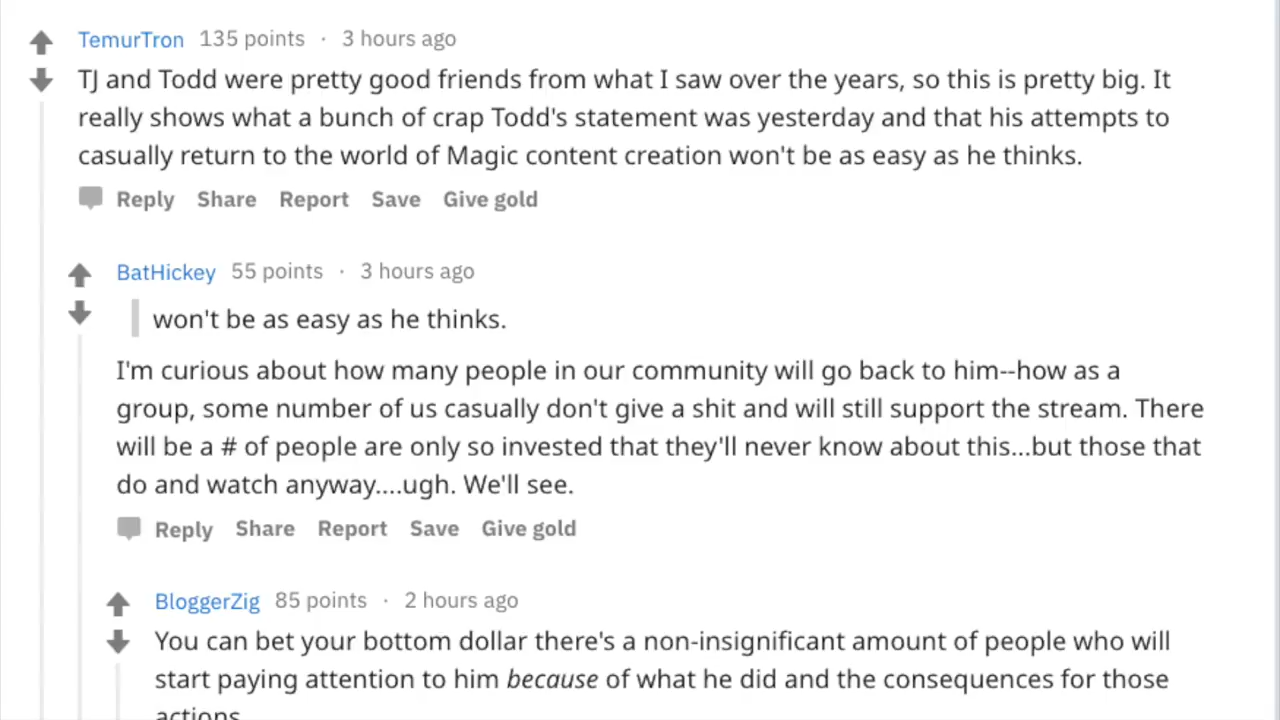 TemurTron 135 points · 3 hours ago
TJ and Todd were pretty good friends from what I saw over the years, so this is pretty big. It
really shows what a bunch of crap Todd's statement was yesterday and that his attempts to
casually return to the world of Magic content creation won't be as easy as he thinks.
Reply Share Report Save Give gold
BatHickey 55 points · 3 hours ago
won't be as easy as he thinks.
I'm curious about how many people in our community will go back to him--how as a
group, some number of us casually don't give a shit and will still support the stream. There
will be a # of people are only so invested that they'll never know about this...but those that
do and watch anyway....ugh. We'll see.
Reply Share Report Save Give gold
BloggerZig 85 points · 2 hours ago
You can bet your bottom dollar there's a non-insignificant amount of people who will
start paying attention to him because of what he did and the consequences for those
actions.